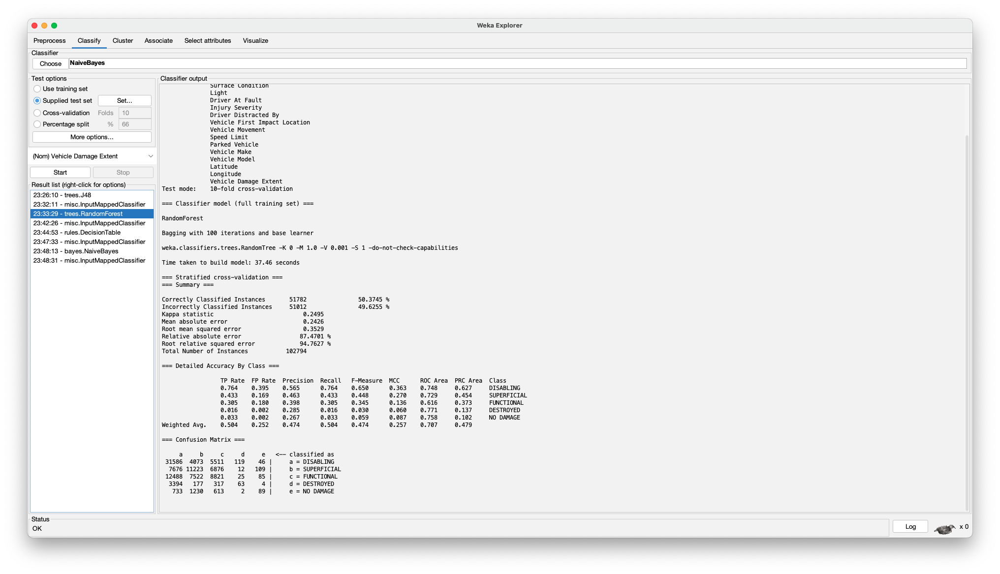 Weka Explorer
Preprocess Classify Cluster Associate Select attributes Visualize
Classifier
Choose NaiveBayes
Test options
Use training set
Supplied test set Set...
Cross-validation Folds 10
Percentage split % 66
More options...
(Nom) Vehicle Damage Extent
Start Stop
Result list (right-click for options)
23:26:10 - trees.J48
23:32:11 - misc.InputMappedClassifier
23:33:29 - trees.RandomForest
23:42:26 - misc.InputMappedClassifier
23:44:53 - rules.DecisionTable
23:47:33 - misc.InputMappedClassifier
23:48:13 - bayes.NaiveBayes
23:48:31 - misc.InputMappedClassifier
Classifier output
Surface Condition
Light
Driver At Fault
Injury Severity
Driver Distracted By
Vehicle First Impact Location
Vehicle Movement
Speed Limit
Parked Vehicle
Vehicle Make
Vehicle Model
Latitude
Longitude
Vehicle Damage Extent
Test mode: 10-fold cross-validation
=== Classifier model (full training set) ===
RandomForest
Bagging with 100 iterations and base learner
weka.classifiers.trees.RandomTree -K 0 -M 1.0 -V 0.001 -S 1 -do-not-check-capabilities
Time taken to build model: 37.46 seconds
=== Stratified cross-validation ===
=== Summary ===
Correctly Classified Instances 51782 50.3745 %
Incorrectly Classified Instances 51012 49.6255 %
Kappa statistic 0.2495
Mean absolute error 0.2426
Root mean squared error 0.3529
Relative absolute error 87.4701 %
Root relative squared error 94.7627 %
Total Number of Instances 102794
=== Detailed Accuracy By Class ===
TP Rate FP Rate Precision Recall F-Measure MCC ROC Area PRC Area Class
0.764 0.395 0.565 0.764 0.650 0.363 0.748 0.627 DISABLING
0.433 0.169 0.463 0.433 0.448 0.270 0.729 0.454 SUPERFICIAL
0.305 0.180 0.398 0.305 0.345 0.136 0.616 0.373 FUNCTIONAL
0.016 0.002 0.285 0.016 0.030 0.060 0.771 0.137 DESTROYED
0.033 0.002 0.267 0.033 0.059 0.087 0.758 0.102 NO DAMAGE
Weighted Avg. 0.504 0.252 0.474 0.504 0.474 0.257 0.707 0.479
=== Confusion Matrix ===
a b c d e <-- classified as
31586 4073 5511 119 46 | a = DISABLING
7676 11223 6876 12 109 | b = SUPERFICIAL
12488 7522 8821 25 85 | c = FUNCTIONAL
3394 177 317 63 4 | d = DESTROYED
733 1230 613 2 89 | e = NO DAMAGE
Status
OK
Log x 0